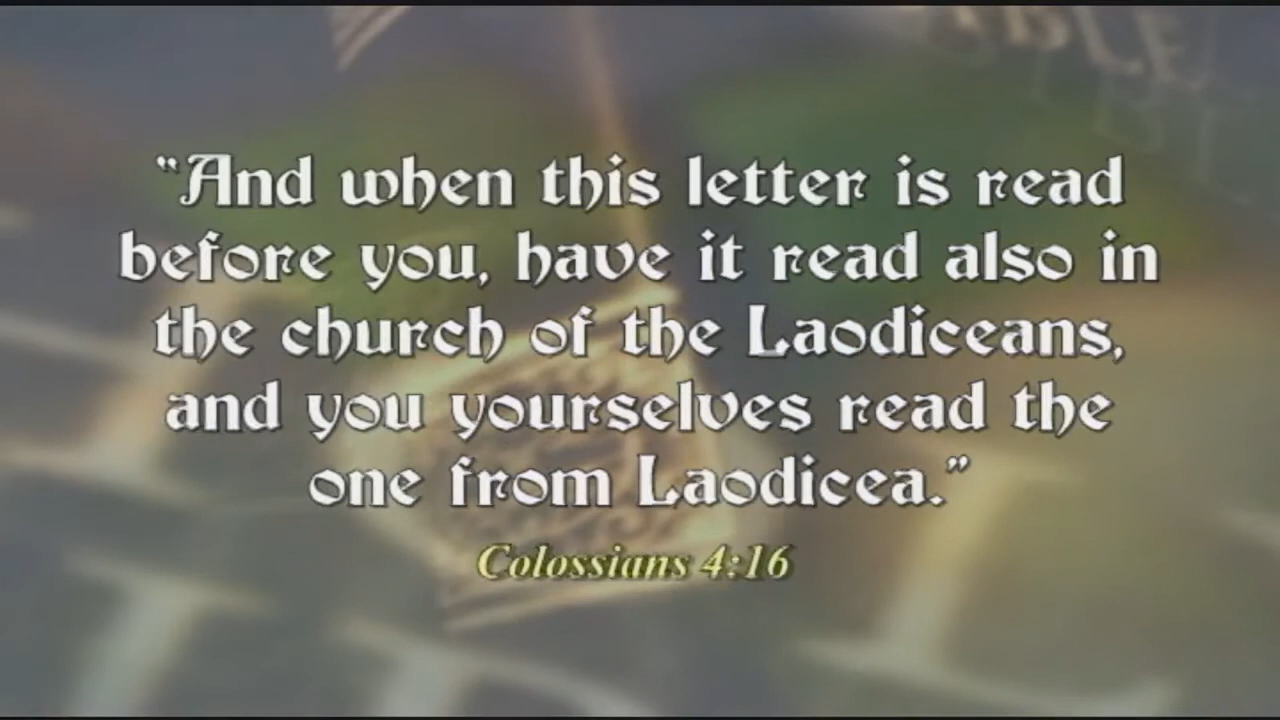 “And when this letter is read
before you, have it read also in
the church of the Laodiceans,
and you yourselves read the
one from Laodicea.”
Colossians 4:16